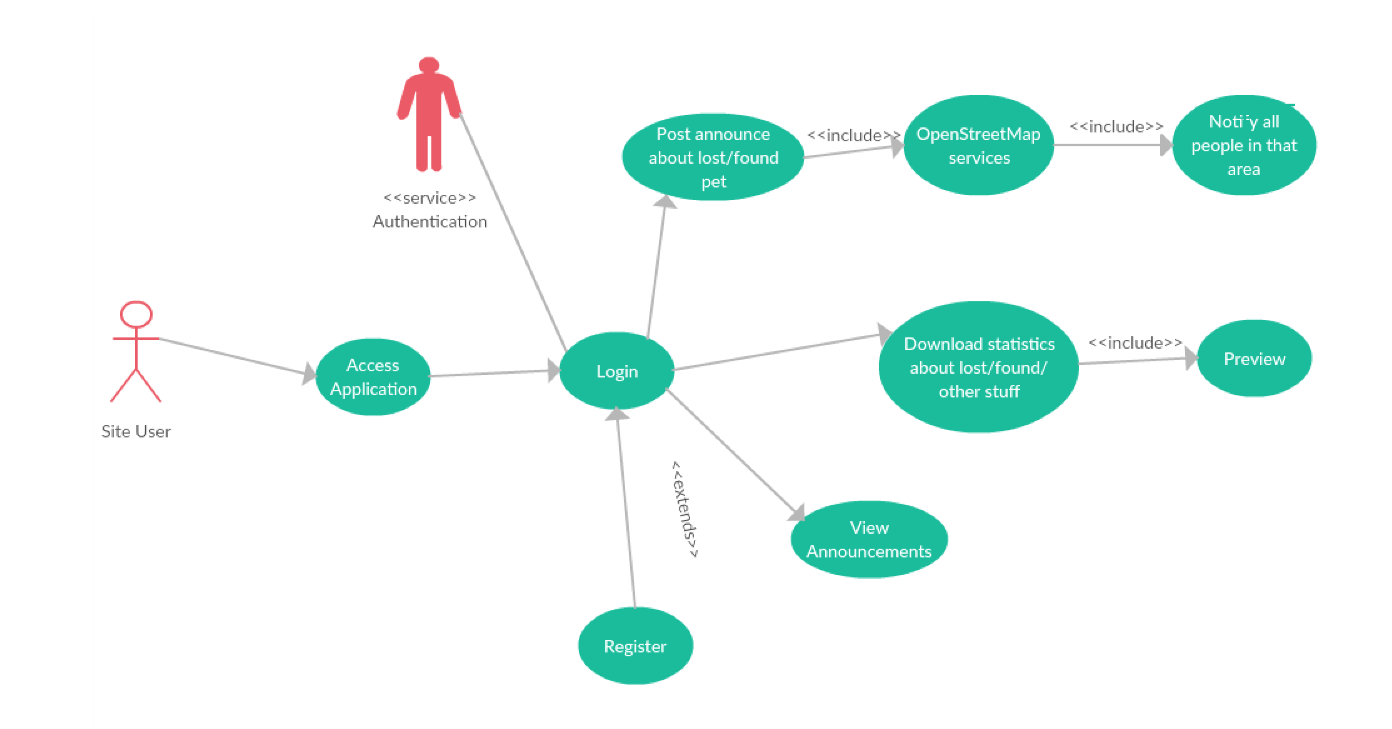 <<service>>
Authentication
Site User
Access
Application
Login
Post announce
about lost/found
pet
<<include>>
OpenStreetMap
services
<<include>>
Notify all
people in that
area
Download statistics
about lost/found/
other stuff
<<include>>
Preview
<<extends>>
View
Announcements
Register